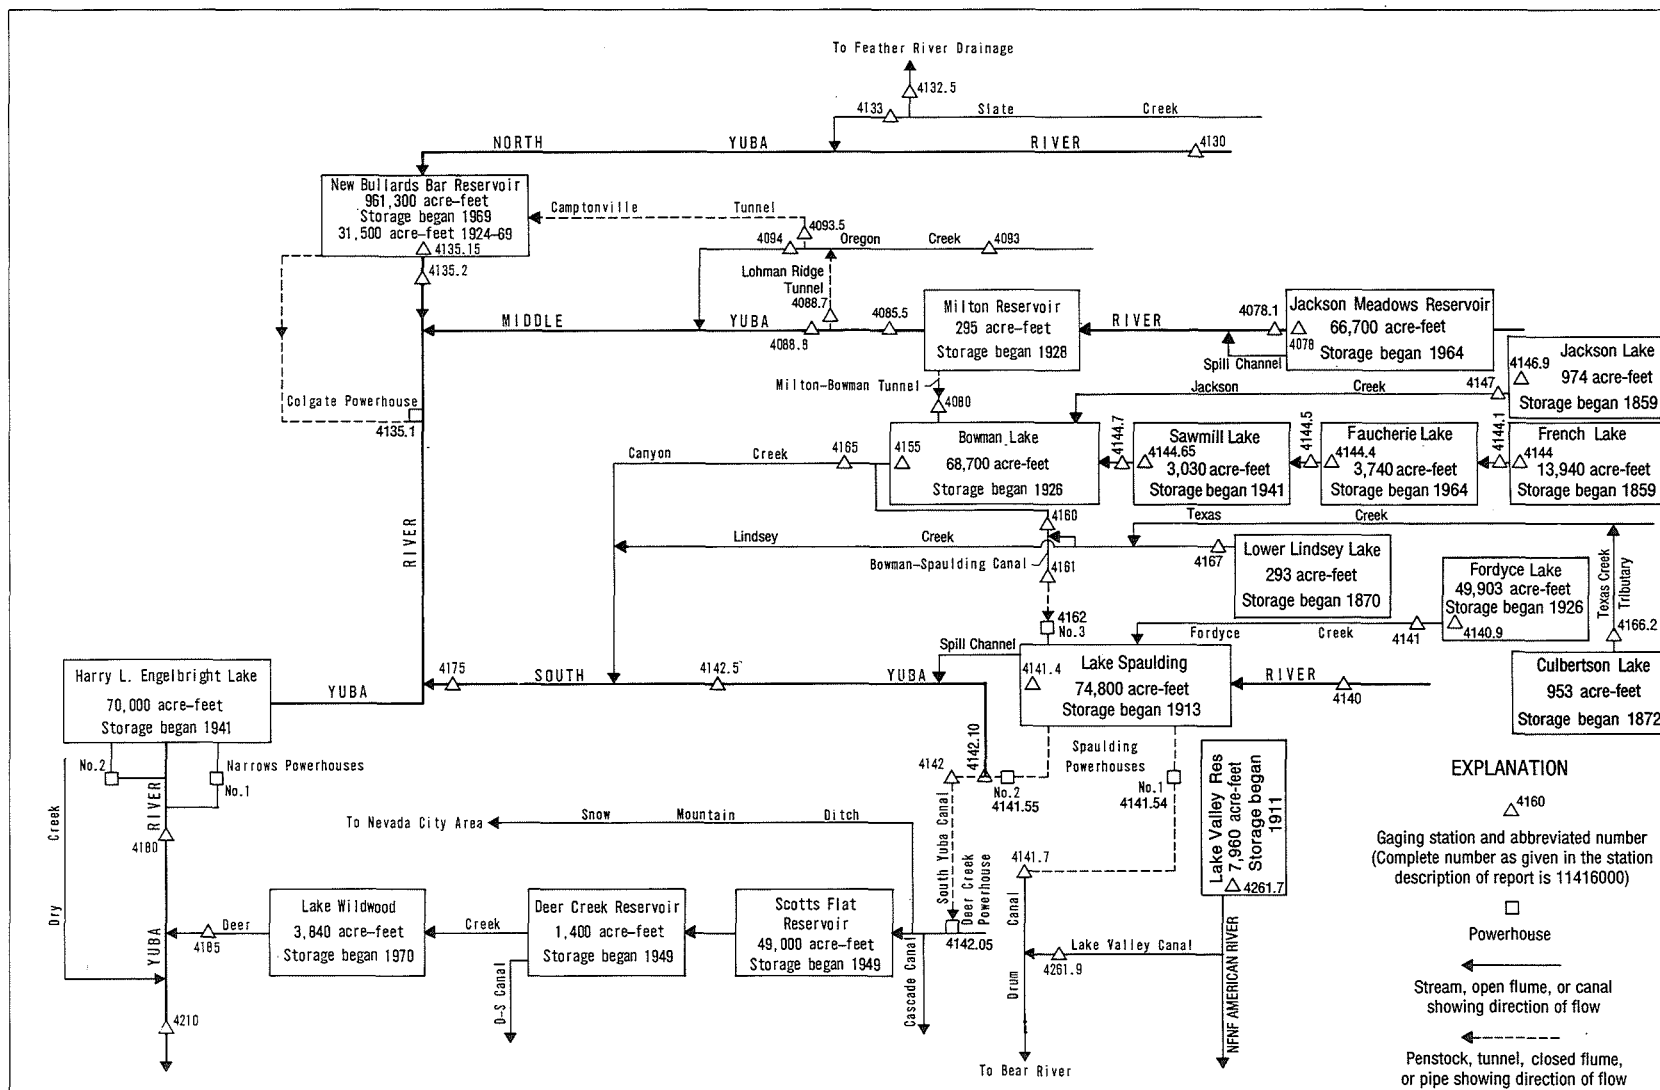 To Feather River Drainage
4132.5
4133
Slate Creek
NORTH YUBA RIVER
4130
New Bullards Bar Reservoir
961,300 acre-feet
Storage began 1969
31,500 acre-feet 1924-69
4135.15
4135.2
Camptonville Tunnel
4093.5
4094
Oregon Creek
4093
Lohman Ridge
Tunnel
4088.7
4085.5
4088.8
MIDDLE YUBA RIVER
Milton Reservoir
295 acre-feet
Storage began 1928
4078.1
Spill Channel
Jackson Meadows Reservoir
66,700 acre-feet
4078
Storage began 1964
Jackson Lake
4146.9
974 acre-feet
Storage began 1859
Milton-Bowman Tunnel
4080
Jackson Creek
4147
Colgate Powerhouse
4135.1
Canyon Creek
4165
Bowman Lake
4155
68,700 acre-feet
Storage began 1926
4144.7
Sawmill Lake
4144.65
3,030 acre-feet
Storage began 1941
4144.5
Faucherie Lake
4144.4
3,740 acre-feet
Storage began 1964
4144.1
French Lake
4144
13,940 acre-feet
Storage began 1859
4160
Texas Creek
Lindsey Creek
4167
Bowman-Spaulding Canal
4161
Lower Lindsey Lake
293 acre-feet
Storage began 1870
Fordyce Lake
49,903 acre-feet
Storage began 1926
4140.9
Texas Creek
Tributary
4166.2
RIVER
4162
No.3
Fordyce Creek
4141
Spill Channel
Lake Spaulding
4141.4
74,800 acre-feet
Storage began 1913
RIVER
4140
Culbertson Lake
953 acre-feet
Storage began 1872
4175
SOUTH YUBA
4142.5
Harry L. Engelbright Lake
70,000 acre-feet
Storage began 1941
YUBA
4142.10
4142
No.2
4141.55
Spaulding
Powerhouses
No.1
4141.54
Lake Valley Res
7,960 acre-feet
Storage began
1911
4261.7
No.2
Narrows Powerhouses
No.1
RIVER
Dry Creek
4180
To Nevada City Area
Snow Mountain Ditch
South Yuba Canal
Deer Creek
Powerhouse
4142.05
4141.7
Drum Canal
Lake Valley Canal
4261.9
NFNF AMERICAN RIVER
To Bear River
YUBA
Deer Creek
4185
Lake Wildwood
3,840 acre-feet
Storage began 1970
Deer Creek Reservoir
1,400 acre-feet
Storage began 1949
Scotts Flat
Reservoir
49,000 acre-feet
Storage began 1949
D-S Canal
Cascade Canal
4210
EXPLANATION
4160
Gaging station and abbreviated number
(Complete number as given in the station
description of report is 11416000)
Powerhouse
Stream, open flume, or canal
showing direction of flow
Penstock, tunnel, closed flume,
or pipe showing direction of flow